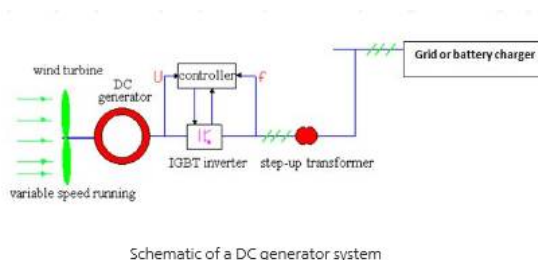 wind turbine
DC
generator
U
controller
f
Grid or battery charger
IGBT inverter
step-up transformer
variable speed running
Schematic of a DC generator system